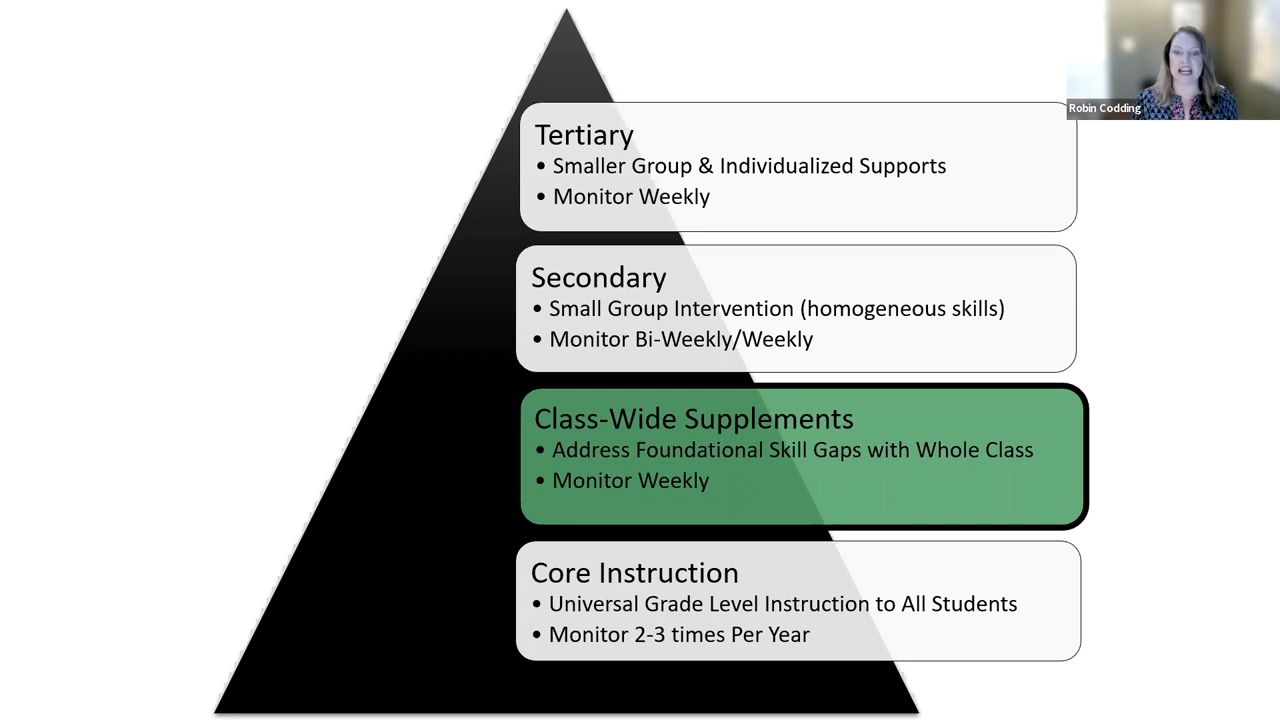 Robin Codding
Tertiary
• Smaller Group & Individualized Supports
• Monitor Weekly
Secondary
• Small Group Intervention (homogeneous skills)
• Monitor Bi-Weekly/Weekly
Class-Wide Supplements
• Address Foundational Skill Gaps with Whole Class
• Monitor Weekly
Core Instruction
• Universal Grade Level Instruction to All Students
• Monitor 2-3 times Per Year